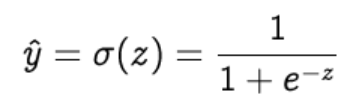 ŷ = σ(z) = 1 / (1 + e^{-z})